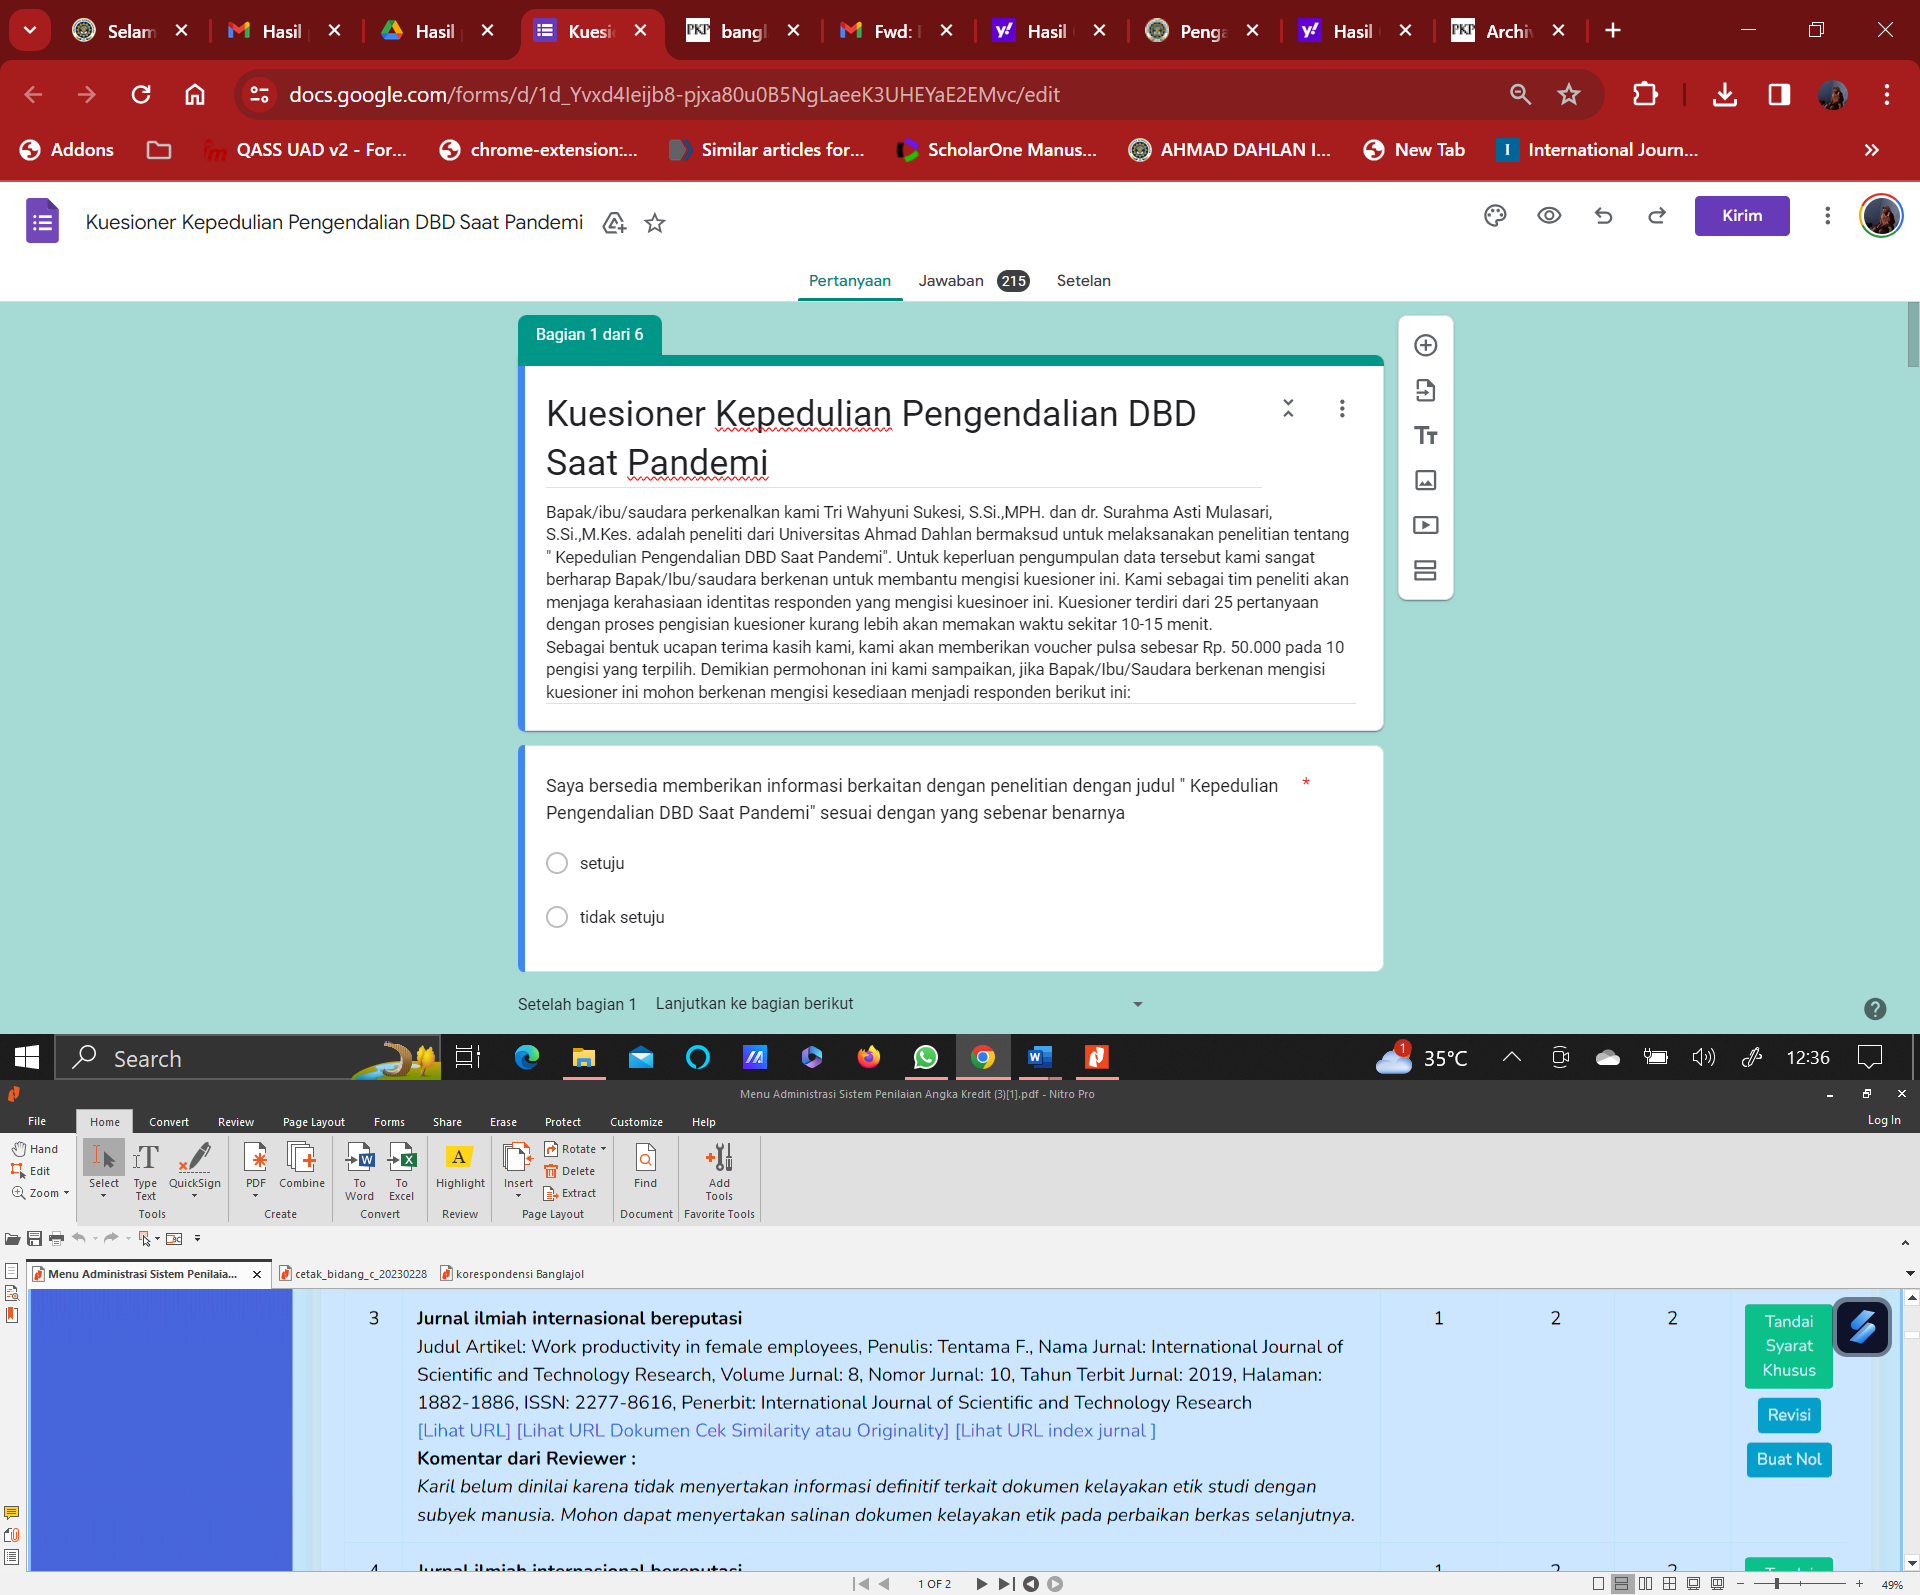 Selam
Hasil
Hasil
Kuesi
bangl
Fwd:
Hasil
Penga
Hasil
Archiv
docs.google.com/forms/d/1d_Yvxd4Ieijb8-pjxa80u0B5NgLaeeK3UHEYaE2EMvc/edit
Addons
QASS UAD v2 - For...
chrome-extension:...
Similar articles for...
ScholarOne Manus...
AHMAD DAHLAN I...
New Tab
International Journ...
Kuesioner Kepedulian Pengendalian DBD Saat Pandemi
Kirim
Pertanyaan
Jawaban 215
Setelan
Bagian 1 dari 6
Kuesioner Kepedulian Pengendalian DBD
Saat Pandemi
Bapak/ibu/saudara perkenalkan kami Tri Wahyuni Sukesi, S.Si.,MPH. dan dr. Surahma Asti Mulasari,
S.Si.,M.Kes. adalah peneliti dari Universitas Ahmad Dahlan bermaksud untuk melaksanakan penelitian tentang
" Kepedulian Pengendalian DBD Saat Pandemi". Untuk keperluan pengumpulan data tersebut kami sangat
berharap Bapak/Ibu/saudara berkenan untuk membantu mengisi kuesioner ini. Kami sebagai tim peneliti akan
menjaga kerahasiaan identitas responden yang mengisi kuesinoer ini. Kuesioner terdiri dari 25 pertanyaan
dengan proses pengisian kuesioner kurang lebih akan memakan waktu sekitar 10-15 menit.
Sebagai bentuk ucapan terima kasih kami, kami akan memberikan voucher pulsa sebesar Rp. 50.000 pada 10
pengisi yang terpilih. Demikian permohonan ini kami sampaikan, jika Bapak/Ibu/Saudara berkenan mengisi
kuesioner ini mohon berkenan mengisi kesediaan menjadi responden berikut ini:
Saya bersedia memberikan informasi berkaitan dengan penelitian dengan judul " Kepedulian *
Pengendalian DBD Saat Pandemi" sesuai dengan yang sebenar benarnya
setuju
tidak setuju
Setelah bagian 1 Lanjutkan ke bagian berikut
Search
1
35°C
12:36
Menu Administrasi Sistem Penilaian Angka Kredit (3)[1].pdf - Nitro Pro
File Home Convert Review Page Layout Forms Share Erase Protect Customize Help Log In
Hand
Edit
Zoom
Select
Type
Text
QuickSign
Tools
PDF
Combine
Create
To
Word
To
Excel
Convert
Highlight
Review
Insert
Rotate
Delete
Extract
Page Layout
Find
Document
Add
Tools
Favorite Tools
Menu Administrasi Sistem Penilaia...
cetak_bidang_c_20230228
korespondensi Banglajol
3 Jurnal ilmiah internasional bereputasi 1 2 2
Judul Artikel: Work productivity in female employees, Penulis: Tentama F., Nama Jurnal: International Journal of
Scientific and Technology Research, Volume Jurnal: 8, Nomor Jurnal: 10, Tahun Terbit Jurnal: 2019, Halaman:
1882-1886, ISSN: 2277-8616, Penerbit: International Journal of Scientific and Technology Research
[Lihat URL] [Lihat URL Dokumen Cek Similarity atau Originality] [Lihat URL index jurnal ]
Komentar dari Reviewer :
Karil belum dinilai karena tidak menyertakan informasi definitif terkait dokumen kelayakan etik studi dengan
subyek manusia. Mohon dapat menyertakan salinan dokumen kelayakan etik pada perbaikan berkas selanjutnya.
Tandai
Syarat
Khusus
Revisi
Buat Nol
4 Jurnal ilmiah internasional bereputasi 1 2 2
Tandai
1 OF 2
49%